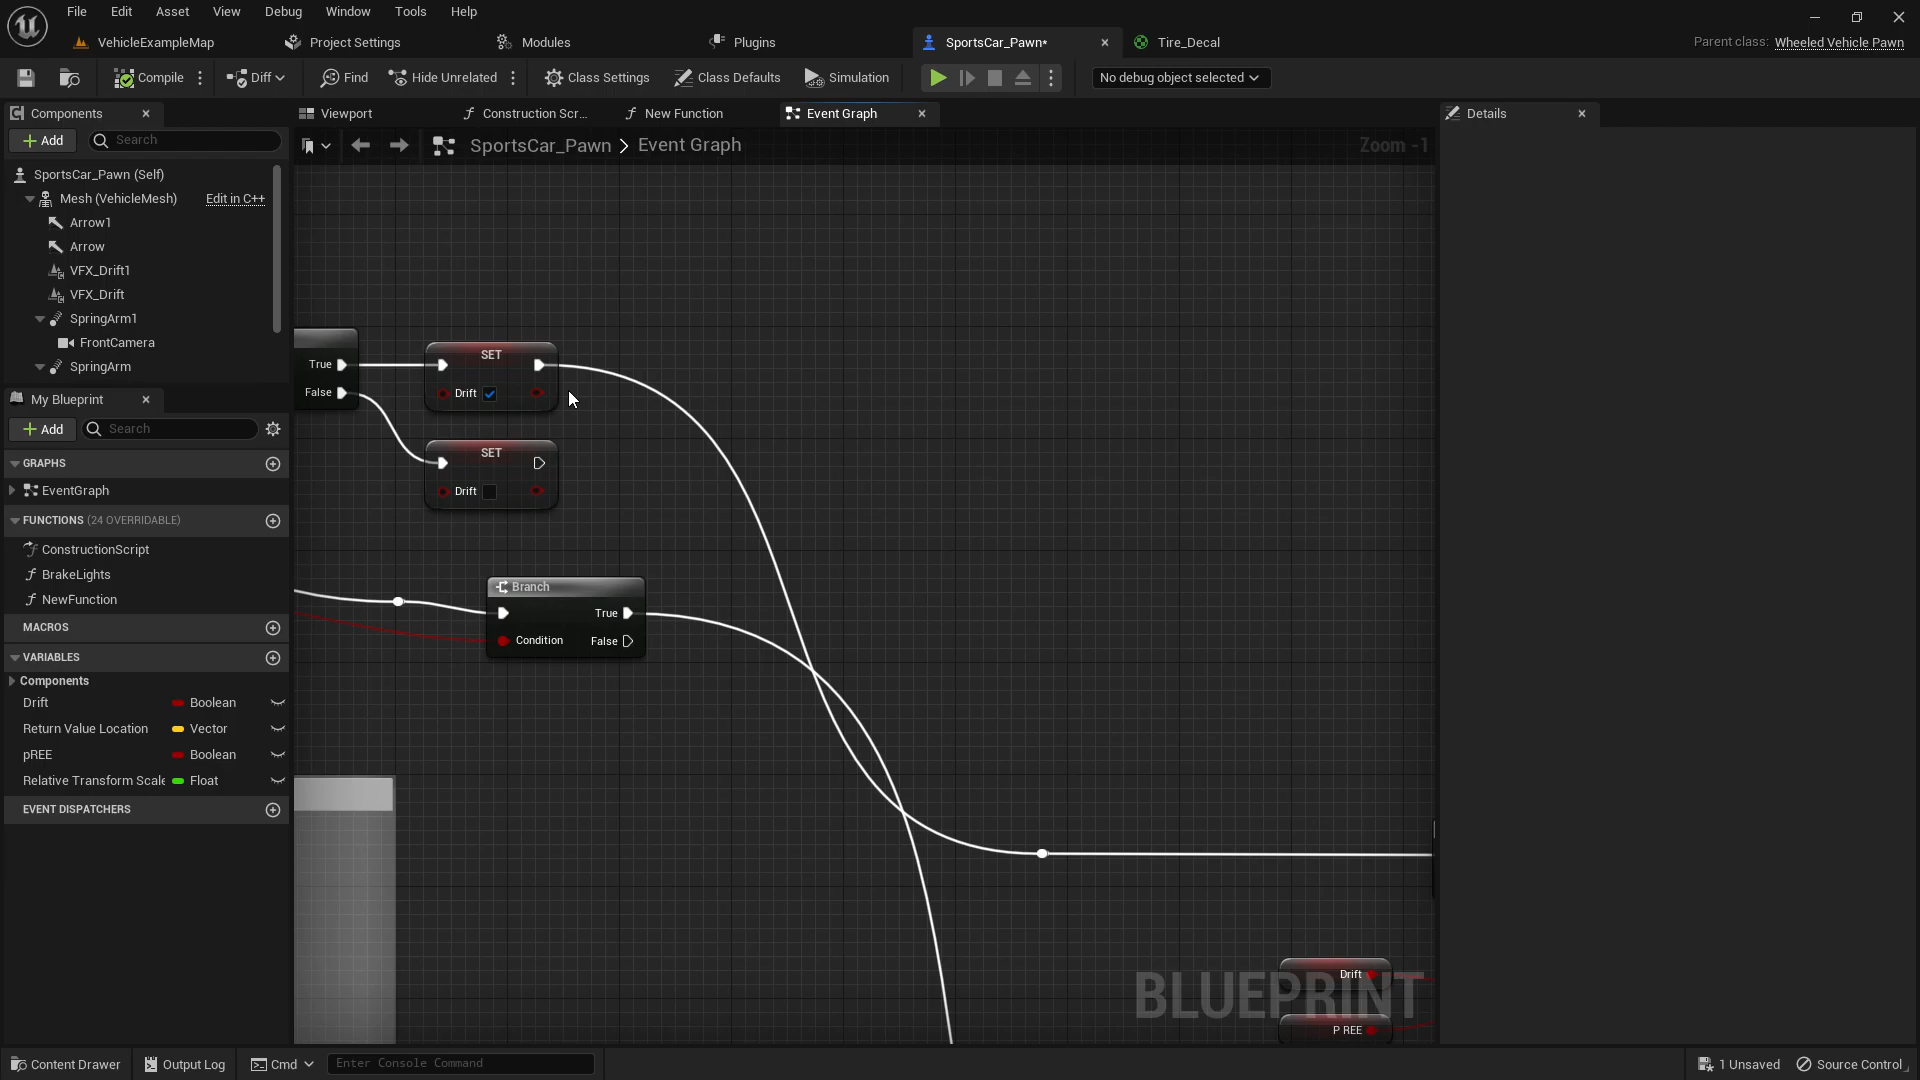 File Edit Asset View Debug Window Tools Help
VehicleExampleMap Project Settings Modules Plugins SportsCar_Pawn* Tire_Decal Parent class: Wheeled Vehicle Pawn
Compile Diff Find Hide Unrelated Class Settings Class Defaults Simulation No debug object selected
Components Viewport Construction Scr... New Function Event Graph Details
Add Search
SportsCar_Pawn > Event Graph Zoom -1
SportsCar_Pawn (Self)
Mesh (VehicleMesh) Edit in C++
Arrow1
Arrow
VFX_Drift1
VFX_Drift
SpringArm1
FrontCamera
SpringArm
My Blueprint
Add Search
GRAPHS
EventGraph
FUNCTIONS (24 OVERRIDABLE)
ConstructionScript
BrakeLights
NewFunction
MACROS
VARIABLES
Components
Drift Boolean
Return Value Location Vector
pREE Boolean
Relative Transform Scale Float
EVENT DISPATCHERS
True
False
SET
Drift
SET
Drift
Branch
True
Condition False
Drift
P REE
BLUEPRINT
Content Drawer Output Log Cmd Enter Console Command 1 Unsaved Source Control